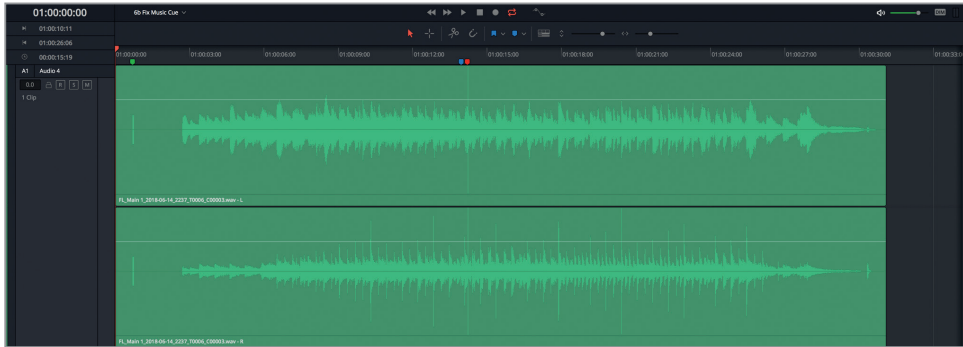 01:00:00:00
6b Fix Music Cue
01:00:10:11
01:00:26:06
00:00:15:19
01:00:00:00 01:00:03:00 01:00:06:00 01:00:09:00 01:00:12:00 01:00:15:00 01:00:18:00 01:00:21:00 01:00:24:00 01:00:27:00 01:00:30:00 01:00:33:0
A1 Audio 4
0.0 R S M
1 Clip
FL_Main 1_2018-06-14_2237_T0006_C00003.wav - L
FL_Main 1_2018-06-14_2237_T0006_C00003.wav - R